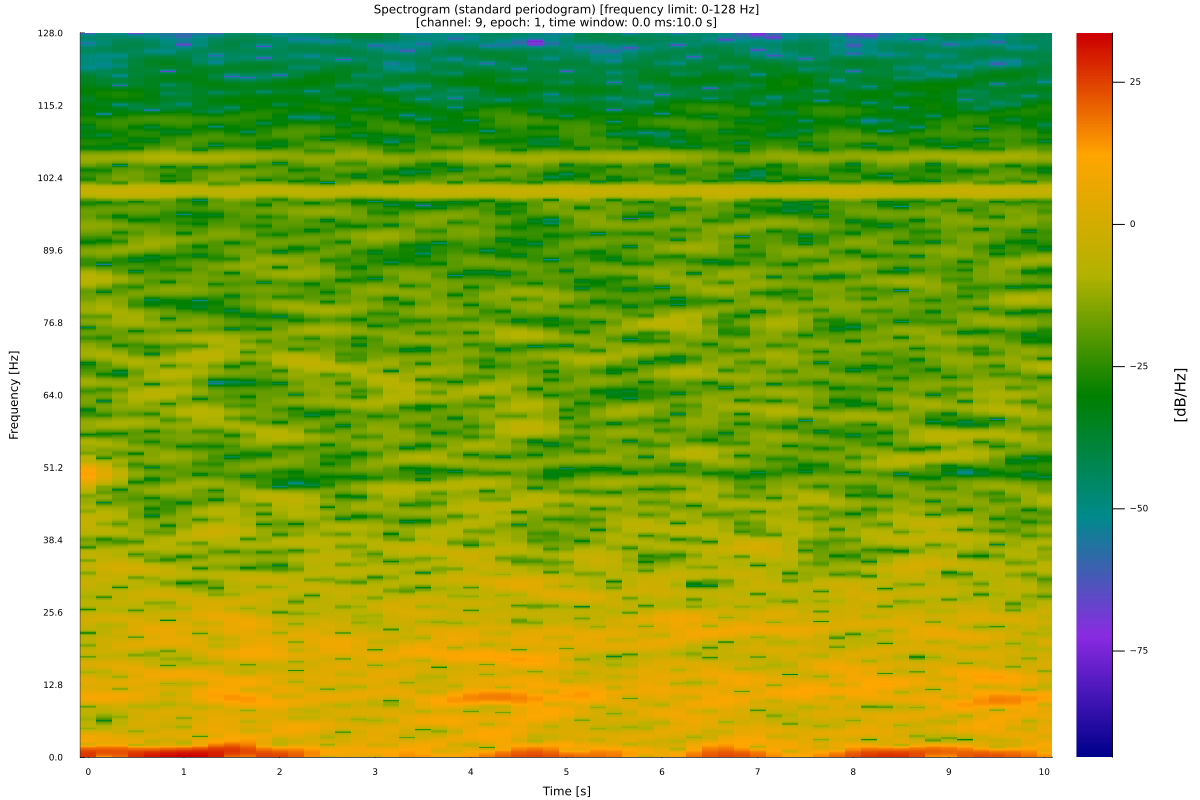 Spectrogram (standard periodogram) [frequency limit: 0-128 Hz]
[channel: 9, epoch: 1, time window: 0.0 ms:10.0 s]
128.0
115.2
102.4
89.6
76.8
64.0
51.2
38.4
25.6
12.8
0.0
Frequency [Hz]
0 1 2 3 4 5 6 7 8 9 10
Time [s]
25
0
−25
−50
−75
[dB/Hz]